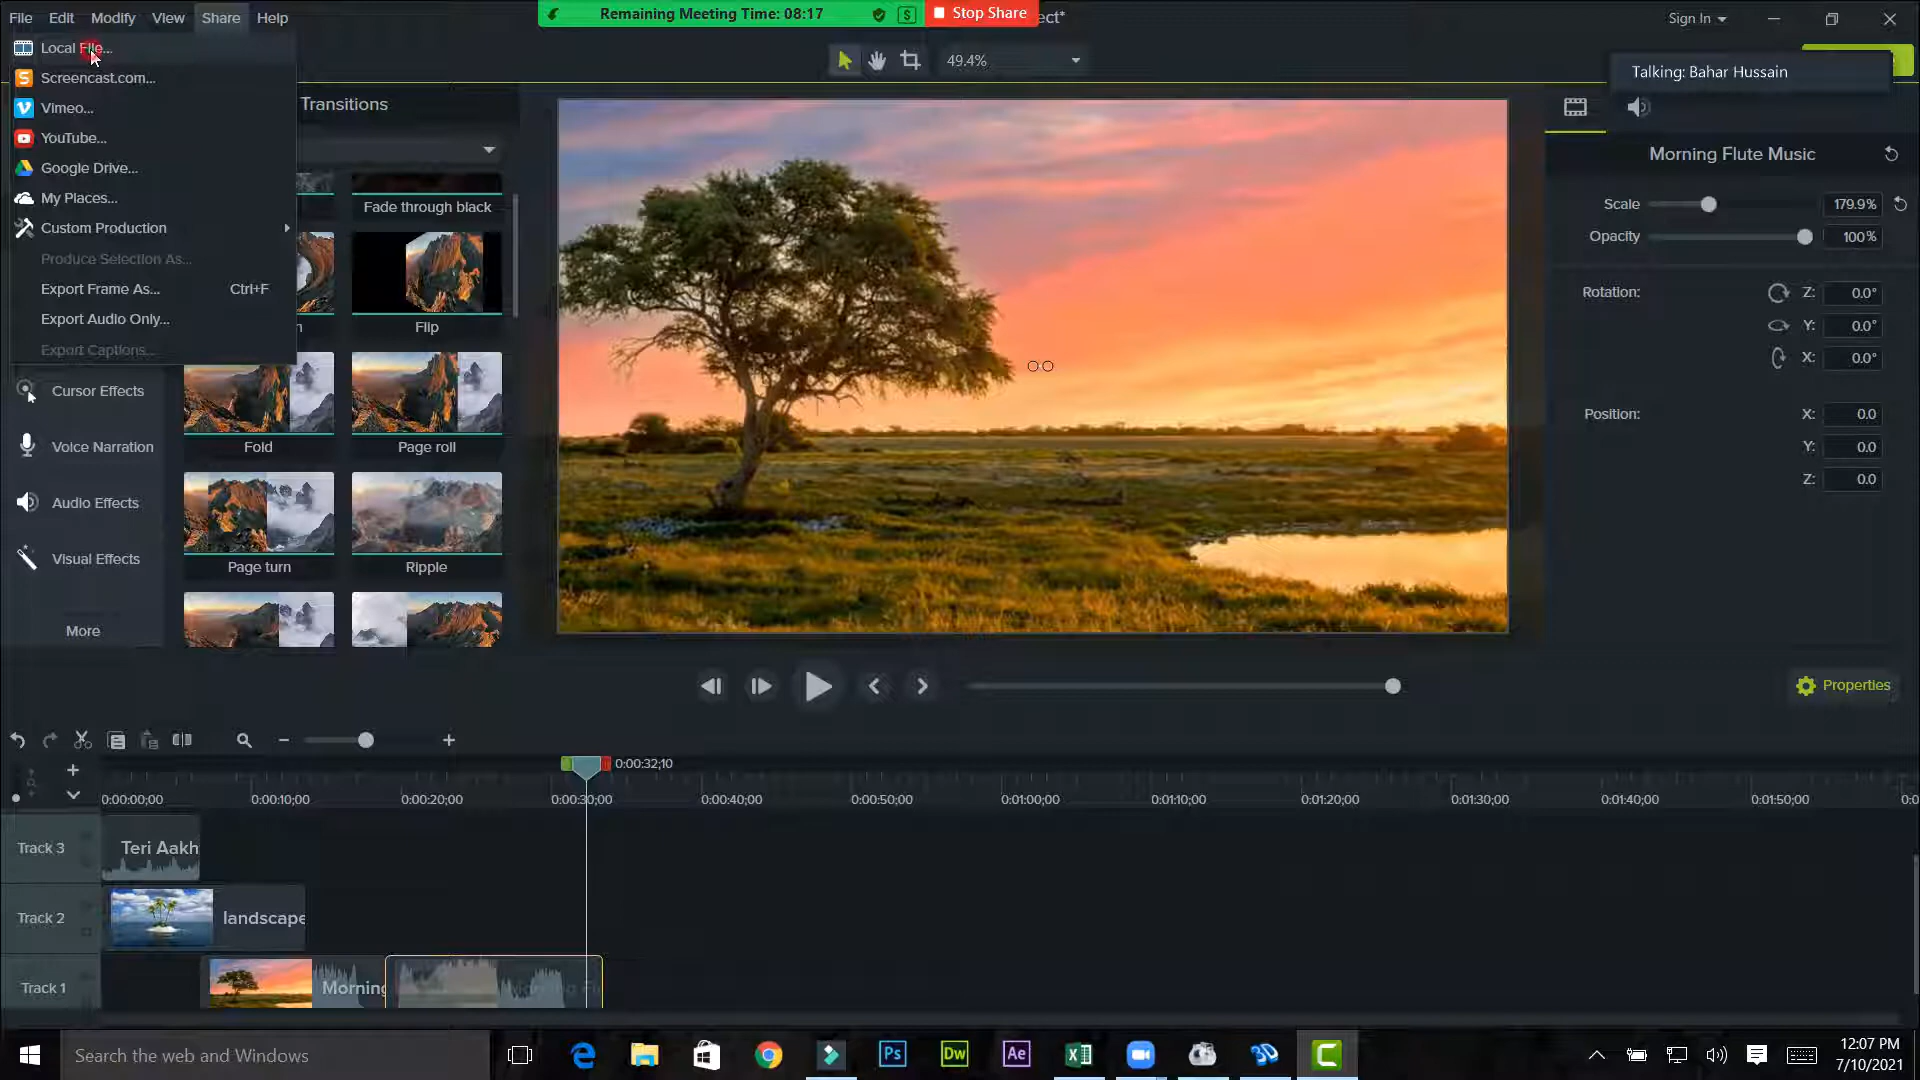 File Edit Modify View Share Help
Remaining Meeting Time: 08:17
Stop Share
ect*
Sign In
Local File...
Screencast.com...
Vimeo...
YouTube...
Google Drive...
My Places...
Custom Production
Produce Selection As...
Export Frame As... Ctrl+F
Export Audio Only...
Export Captions...
49.4%
Talking: Bahar Hussain
Transitions
Fade through black
Flip
Fold
Page roll
Page turn
Ripple
Cursor Effects
Voice Narration
Audio Effects
Visual Effects
More
Morning Flute Music
Scale 179.9%
Opacity 100%
Rotation: Z: 0.0°
Y: 0.0°
X: 0.0°
Position: X: 0.0
Y: 0.0
Z: 0.0
Properties
0:00:32;10
0:00:00;00 0:00:10;00 0:00:20;00 0:00:30;00 0:00:40;00 0:00:50;00 0:01:00;00 0:01:10;00 0:01:20;00 0:01:30;00 0:01:40;00 0:01:50;00
Track 3 Teri Aakh
Track 2 landscape
Track 1 Morning
Search the web and Windows
Ps Dw Ae
12:07 PM
7/10/2021